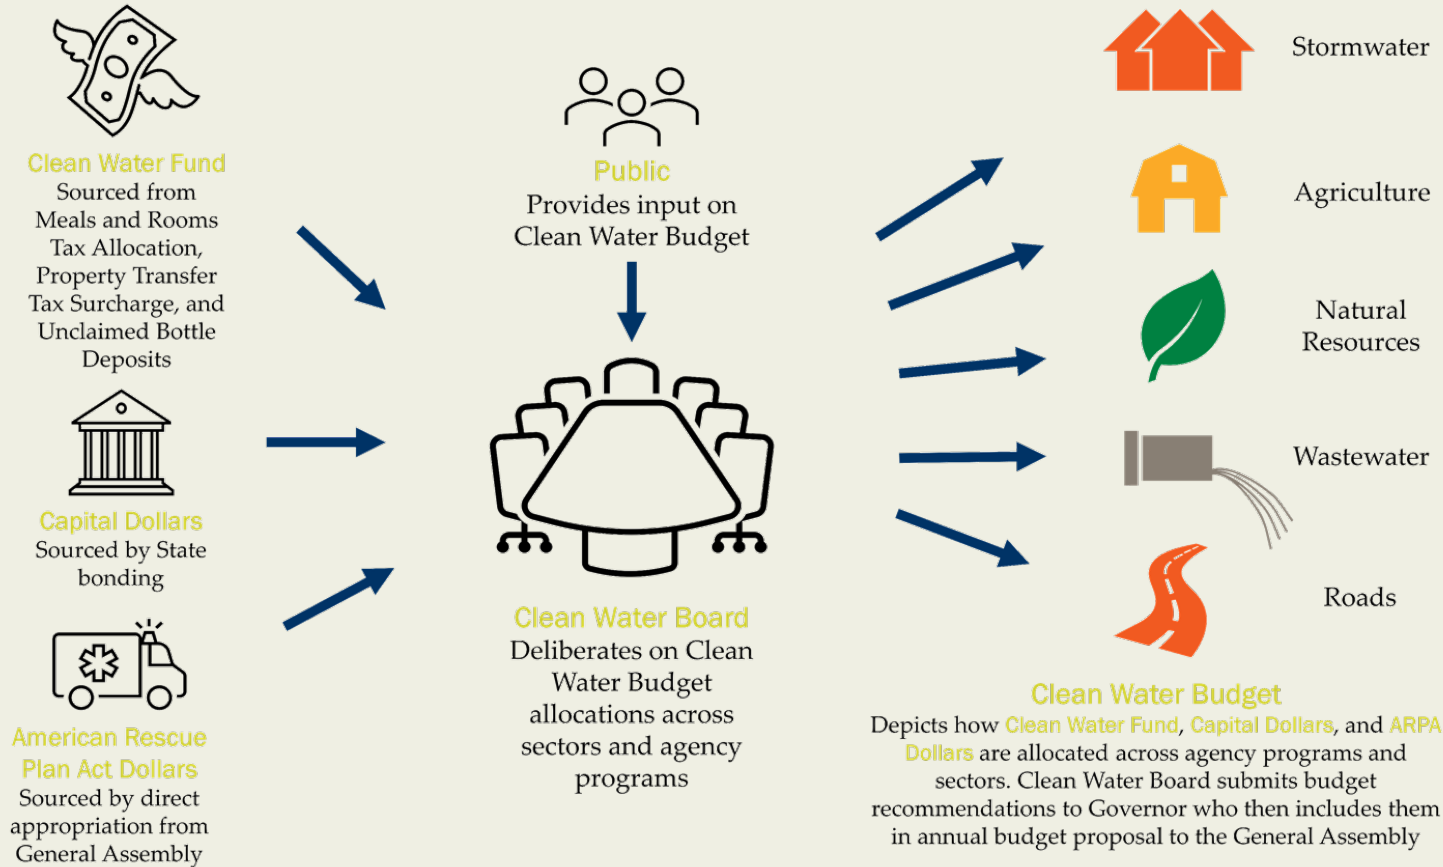 Clean Water Fund
Sourced from
Meals and Rooms
Tax Allocation,
Property Transfer
Tax Surcharge, and
Unclaimed Bottle
Deposits
Capital Dollars
Sourced by State
bonding
American Rescue
Plan Act Dollars
Sourced by direct
appropriation from
General Assembly
Public
Provides input on
Clean Water Budget
Clean Water Board
Deliberates on Clean
Water Budget
allocations across
sectors and agency
programs
Stormwater
Agriculture
Natural
Resources
Wastewater
Roads
Clean Water Budget
Depicts how Clean Water Fund, Capital Dollars, and ARPA
Dollars are allocated across agency programs and
sectors. Clean Water Board submits budget
recommendations to Governor who then includes them
in annual budget proposal to the General Assembly